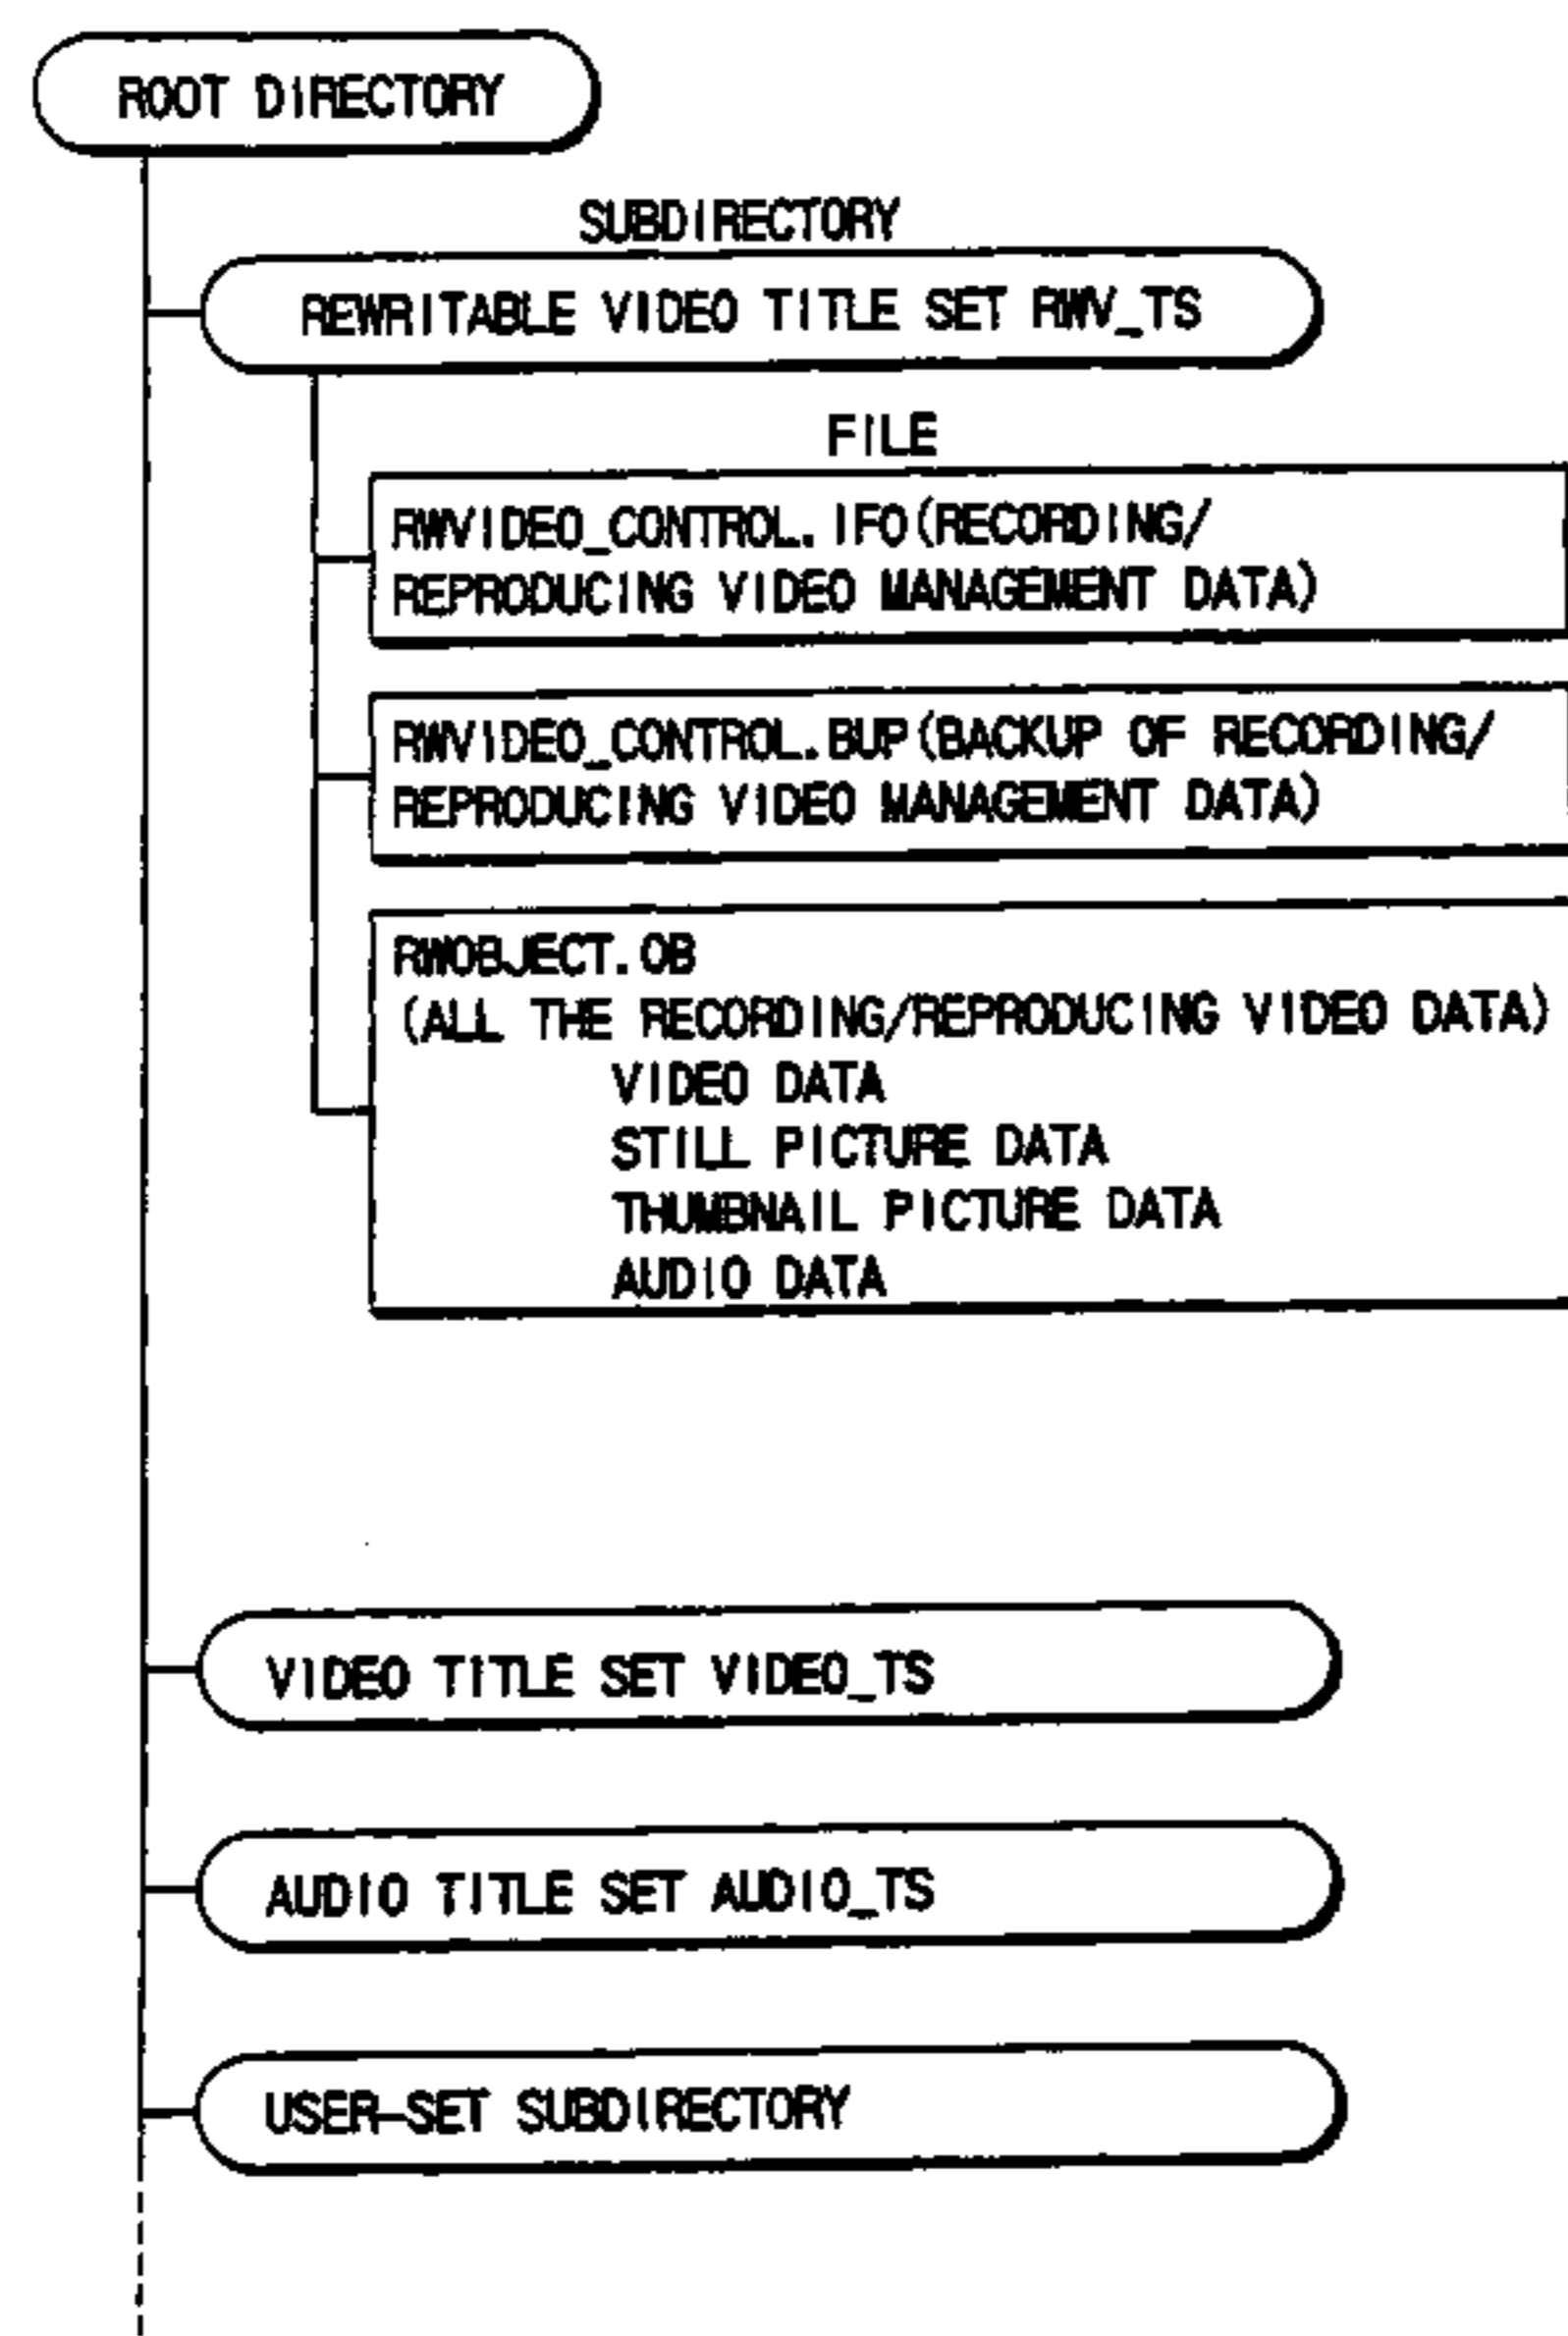 ROOT DIRECTORY
SUBDIRECTORY
REWRITABLE VIDEO TITLE SET RWV_TS
FILE
RWVIDEO_CONTROL.IFO(RECORDING/
REPRODUCING VIDEO MANAGEMENT DATA)
RWVIDEO_CONTROL.BUP(BACKUP OF RECORDING/
REPRODUCING VIDEO MANAGEMENT DATA)
RWOBJECT.OB
(ALL THE RECORDING/REPRODUCING VIDEO DATA)
VIDEO DATA
STILL PICTURE DATA
THUMBNAIL PICTURE DATA
AUDIO DATA
VIDEO TITLE SET VIDEO_TS
AUDIO TITLE SET AUDIO_TS
USER-SET SUBDIRECTORY